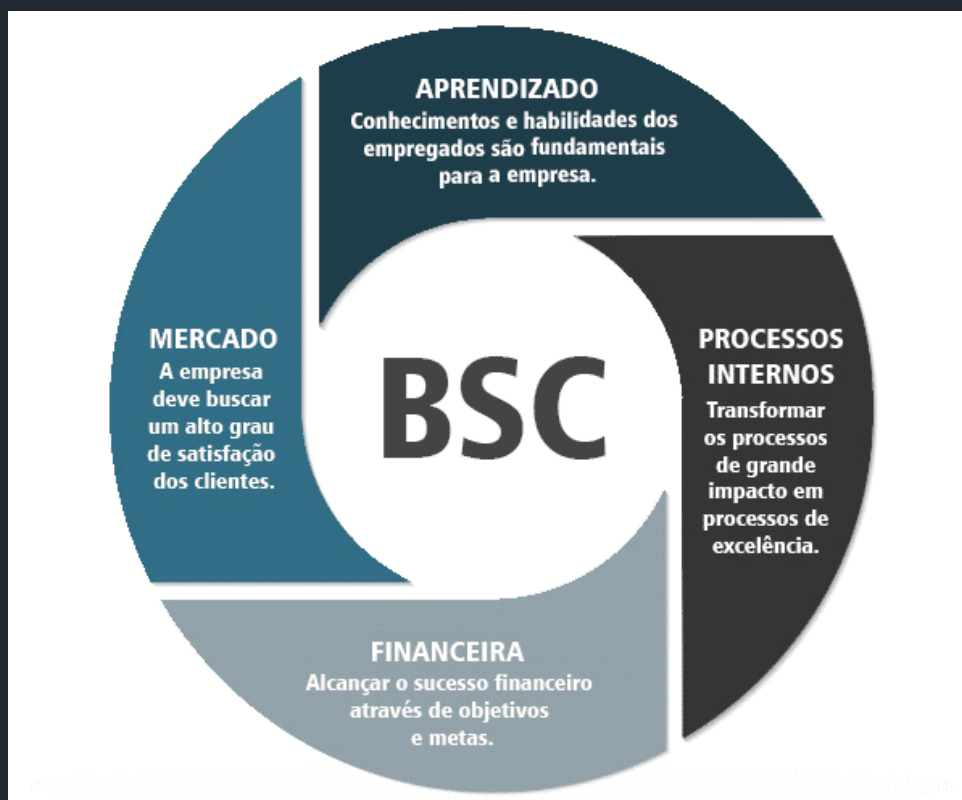 APRENDIZADO
Conhecimentos e habilidades dos
empregados são fundamentais
para a empresa.
MERCADO
A empresa
deve buscar
um alto grau
de satisfação
dos clientes.
BSC
PROCESSOS
INTERNOS
Transformar
os processos
de grande
impacto em
processos de
excelência.
FINANCEIRA
Alcançar o sucesso financeiro
através de objetivos
e metas.